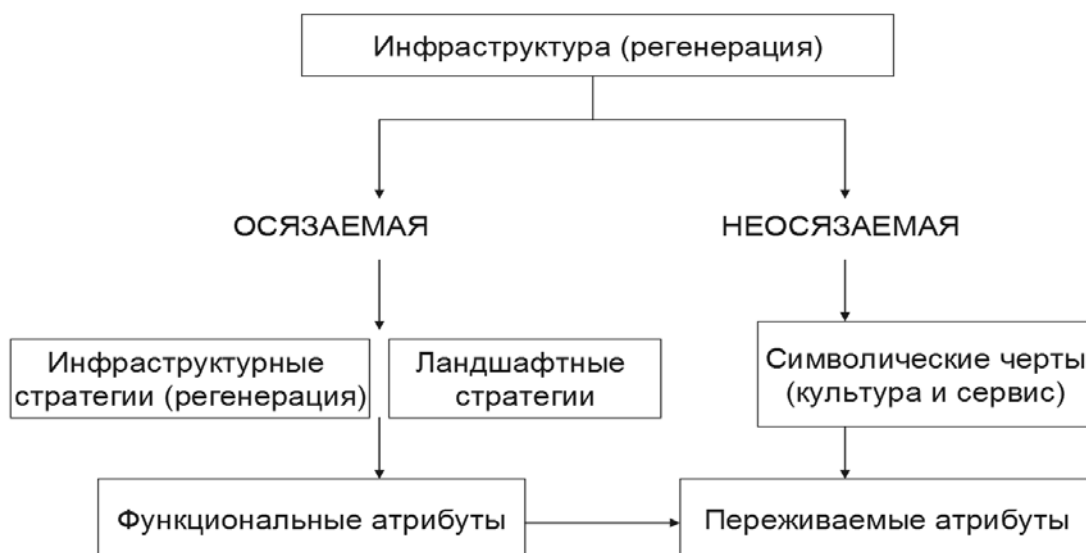 Инфраструктура (регенерация)
ОСЯЗАЕМАЯ
НЕОСЯЗАЕМАЯ
Инфраструктурные
стратегии (регенерация)
Ландшафтные
стратегии
Символические черты
(культура и сервис)
Функциональные атрибуты
Переживаемые атрибуты